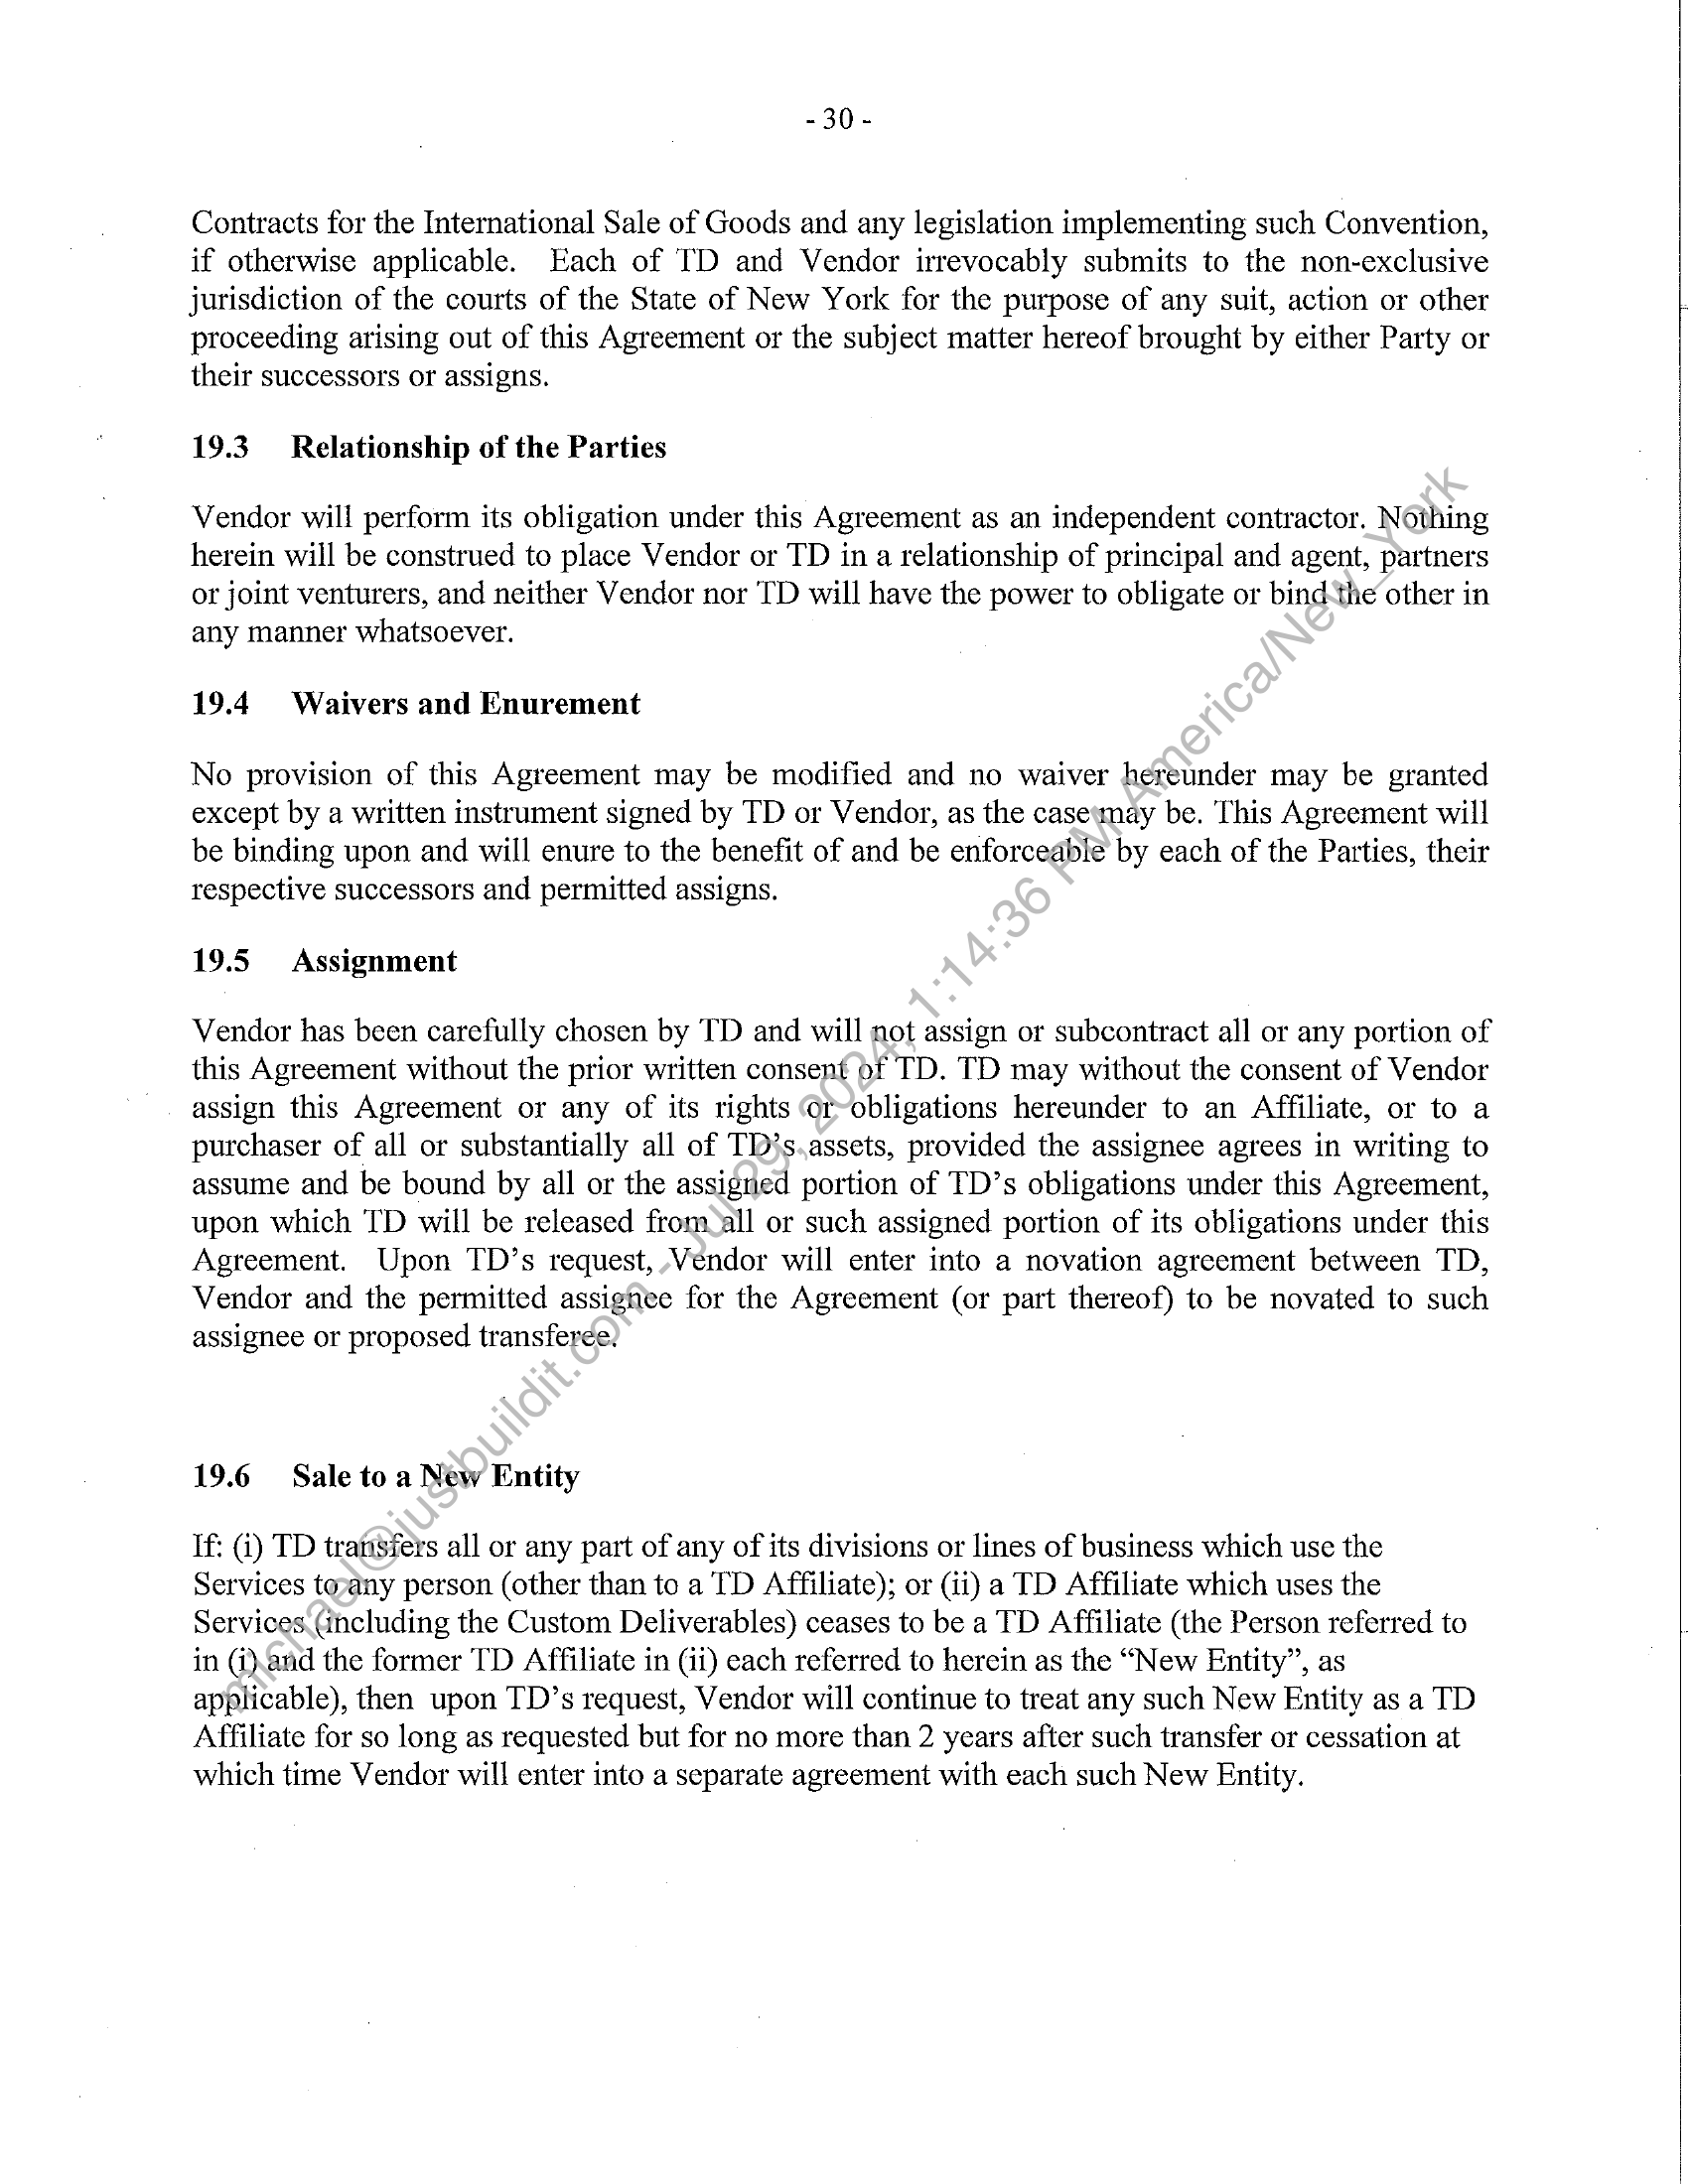 - 30 -
Contracts for the International Sale of Goods and any legislation implementing such Convention,
if otherwise applicable. Each of TD and Vendor irrevocably submits to the non-exclusive
jurisdiction of the courts of the State of New York for the purpose of any suit, action or other
proceeding arising out of this Agreement or the subject matter hereof brought by either Party or
their successors or assigns.
19.3 Relationship of the Parties
Vendor will perform its obligation under this Agreement as an independent contractor. Nothing
herein will be construed to place Vendor or TD in a relationship of principal and agent, partners
or joint venturers, and neither Vendor nor TD will have the power to obligate or bind the other in
any manner whatsoever.
19.4 Waivers and Enurement
No provision of this Agreement may be modified and no waiver hereunder may be granted
except by a written instrument signed by TD or Vendor, as the case may be. This Agreement will
be binding upon and will enure to the benefit of and be enforceable by each of the Parties, their
respective successors and permitted assigns.
19.5 Assignment
Vendor has been carefully chosen by TD and will not assign or subcontract all or any portion of
this Agreement without the prior written consent of TD. TD may without the consent of Vendor
assign this Agreement or any of its rights or obligations hereunder to an Affiliate, or to a
purchaser of all or substantially all of TD's assets, provided the assignee agrees in writing to
assume and be bound by all or the assigned portion of TD's obligations under this Agreement,
upon which TD will be released from all or such assigned portion of its obligations under this
Agreement. Upon TD's request, Vendor will enter into a novation agreement between TD,
Vendor and the permitted assignee for the Agreement (or part thereof) to be novated to such
assignee or proposed transferee.
19.6 Sale to a New Entity
If: (i) TD transfers all or any part of any of its divisions or lines of business which use the
Services to any person (other than to a TD Affiliate); or (ii) a TD Affiliate which uses the
Services (including the Custom Deliverables) ceases to be a TD Affiliate (the Person referred to
in (i) and the former TD Affiliate in (ii) each referred to herein as the “New Entity”, as
applicable), then upon TD's request, Vendor will continue to treat any such New Entity as a TD
Affiliate for so long as requested but for no more than 2 years after such transfer or cessation at
which time Vendor will enter into a separate agreement with each such New Entity.
michael@justbuildit.com - Jul 29, 2024, 1:14:36 PM America/New_York